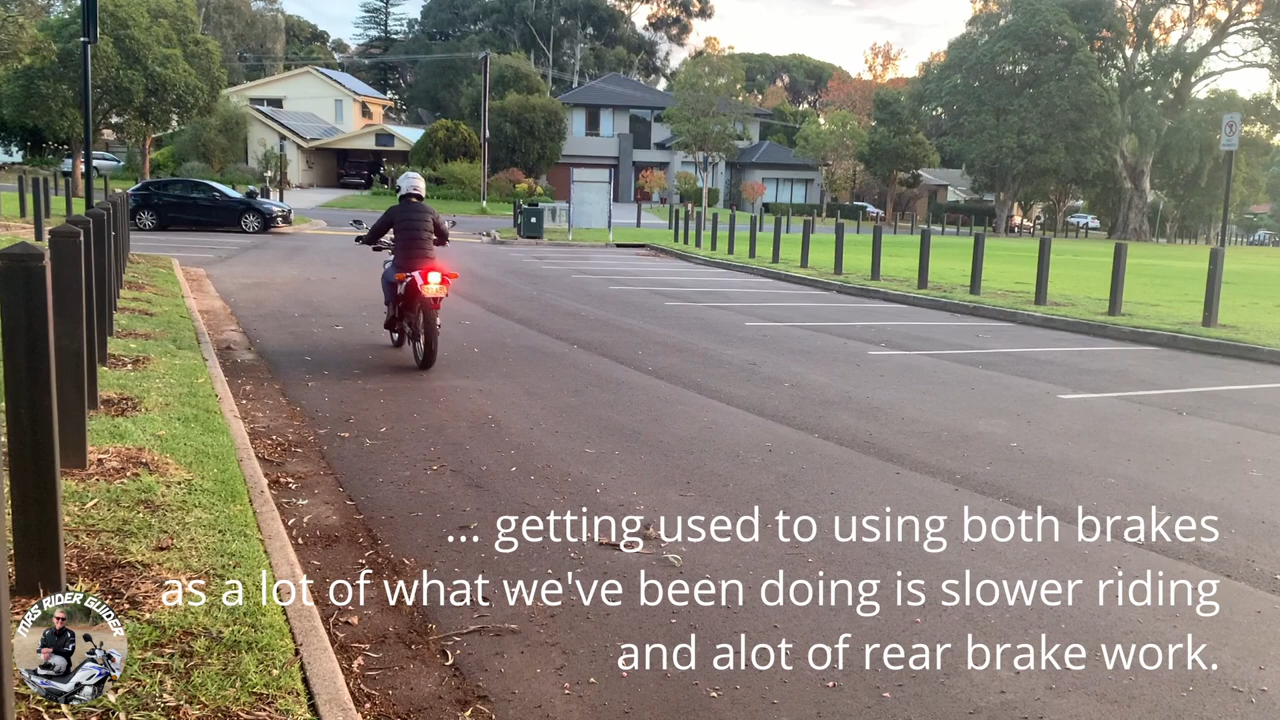 ... getting used to using both brakes
as a lot of what we've been doing is slower riding
and alot of rear brake work.
MRS RIDER GUIDER